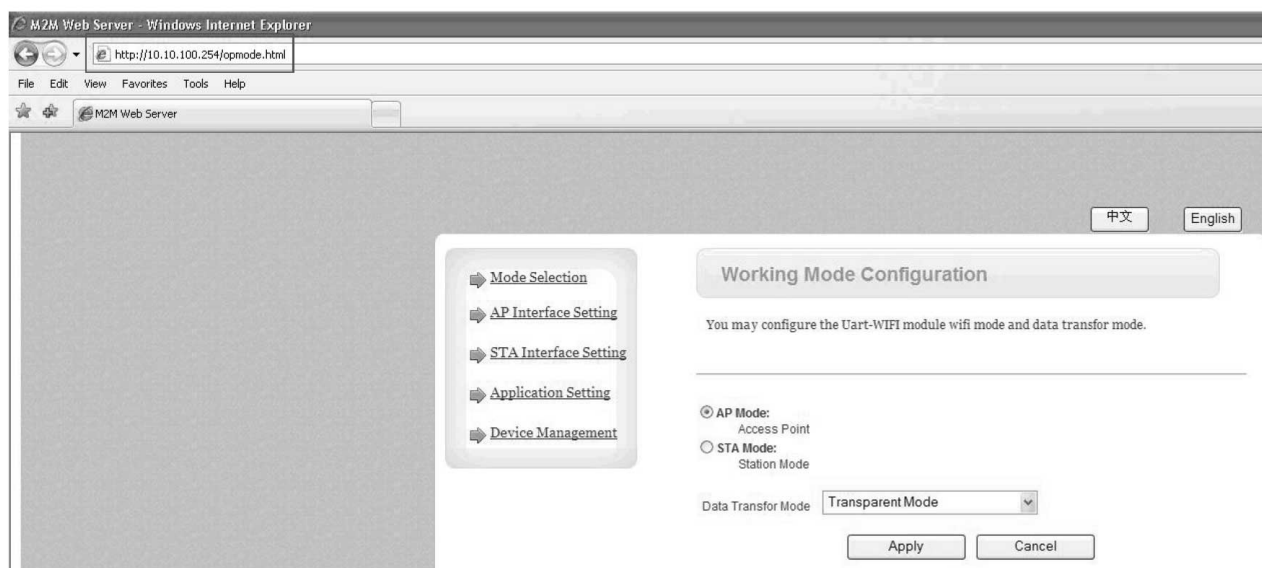 M2M Web Server - Windows Internet Explorer
http://10.10.100.254/opmode.html
File Edit View Favorites Tools Help
M2M Web Server
中文 English
Mode Selection
AP Interface Setting
STA Interface Setting
Application Setting
Device Management
Working Mode Configuration
You may configure the Uart-WIFI module wifi mode and data transfor mode.
AP Mode:
Access Point
STA Mode:
Station Mode
Data Transfor Mode Transparent Mode
Apply Cancel